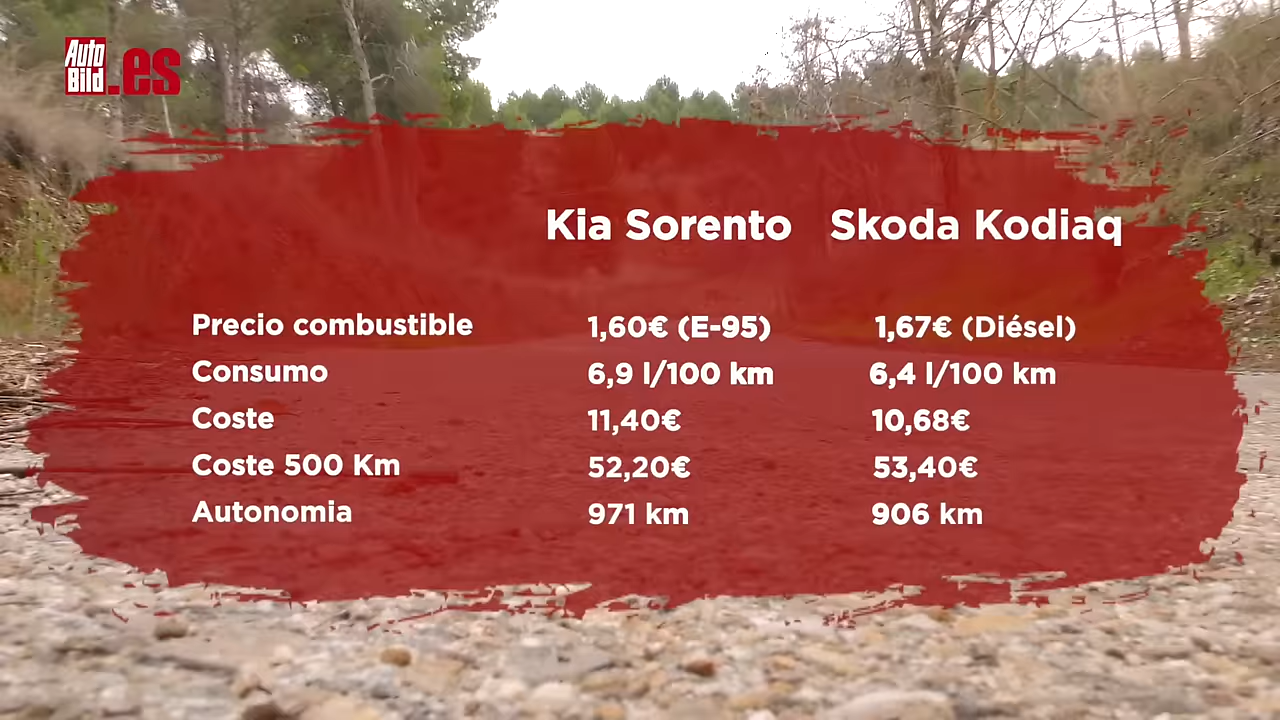 Auto
Bild.es
Kia Sorento Skoda Kodiaq
Precio combustible 1,60€ (E-95) 1,67€ (Diésel)
Consumo 6,9 l/100 km 6,4 l/100 km
Coste 11,40€ 10,68€
Coste 500 Km 52,20€ 53,40€
Autonomia 971 km 906 km